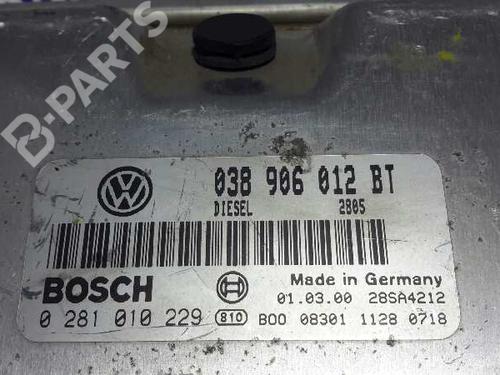 B-PARTS
038 906 012 BT
DIESEL 2805
BOSCH
Made in Germany
01.03.00 28SA4212
0 281 010 229 810 B00 08301 1128 0718